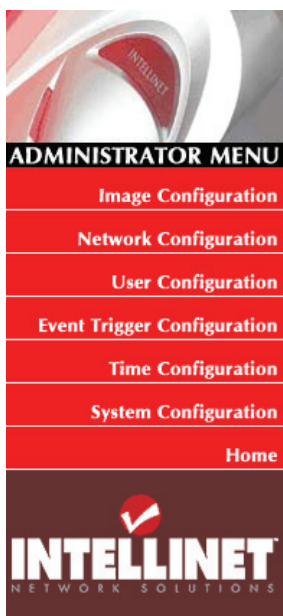 INTELLINET
ADMINISTRATOR MENU
Image Configuration
Network Configuration
User Configuration
Event Trigger Configuration
Time Configuration
System Configuration
Home
INTELLINET
NETWORK SOLUTIONS